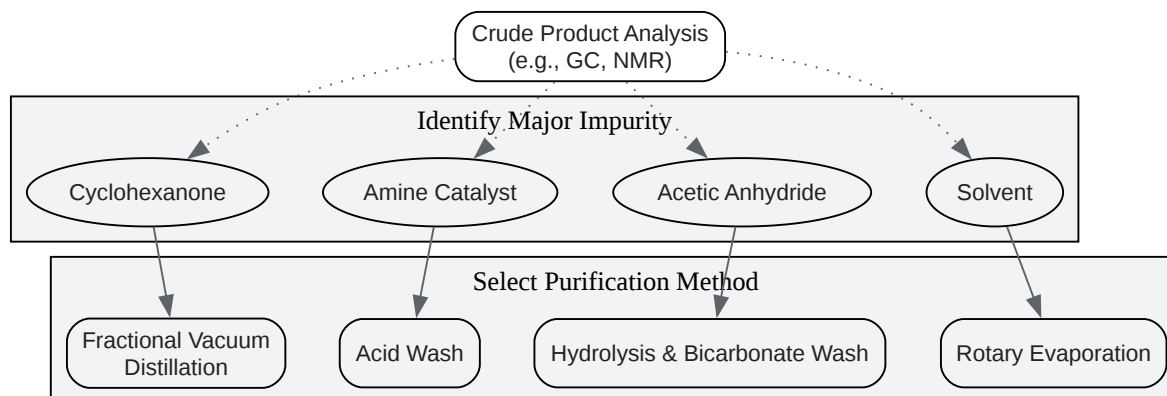 Crude Product Analysis
(e.g., GC, NMR)
Identify Major Impurity
Cyclohexanone
Amine Catalyst
Acetic Anhydride
Solvent
Select Purification Method
Fractional Vacuum
Distillation
Acid Wash
Hydrolysis & Bicarbonate Wash
Rotary Evaporation